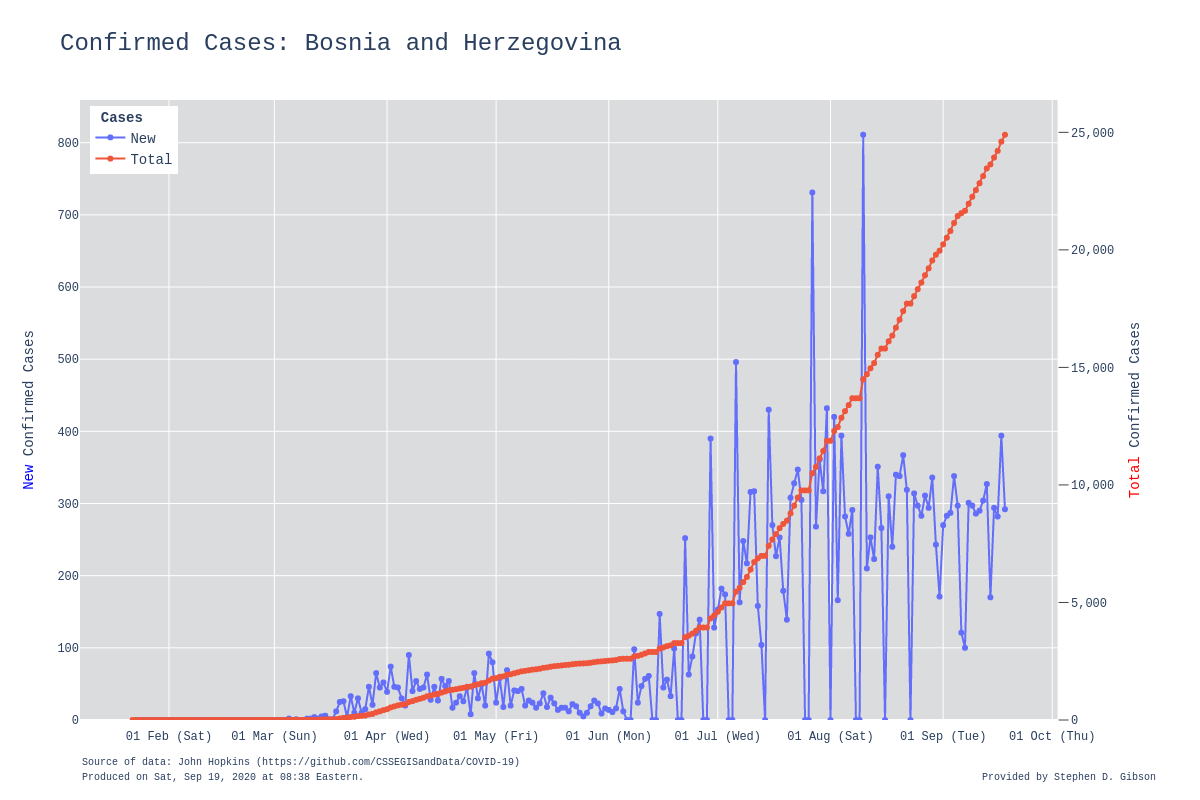 Confirmed Cases: Bosnia and Herzegovina
Cases
New
Total
800
700
600
500
400
300
200
100
0
25,000
20,000
15,000
10,000
5,000
0
New Confirmed Cases
Total Confirmed Cases
01 Feb (Sat) 01 Mar (Sun) 01 Apr (Wed) 01 May (Fri) 01 Jun (Mon) 01 Jul (Wed) 01 Aug (Sat) 01 Sep (Tue) 01 Oct (Thu)
Source of data: John Hopkins (https://github.com/CSSEGISandData/COVID-19)
Produced on Sat, Sep 19, 2020 at 08:38 Eastern.
Provided by Stephen D. Gibson